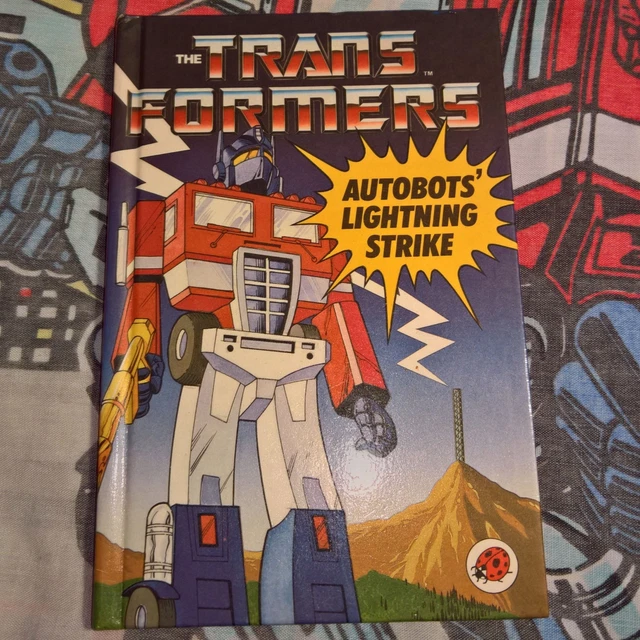 THE TRANS
FORMERS
™
AUTOBOTS'
LIGHTNING
STRIKE